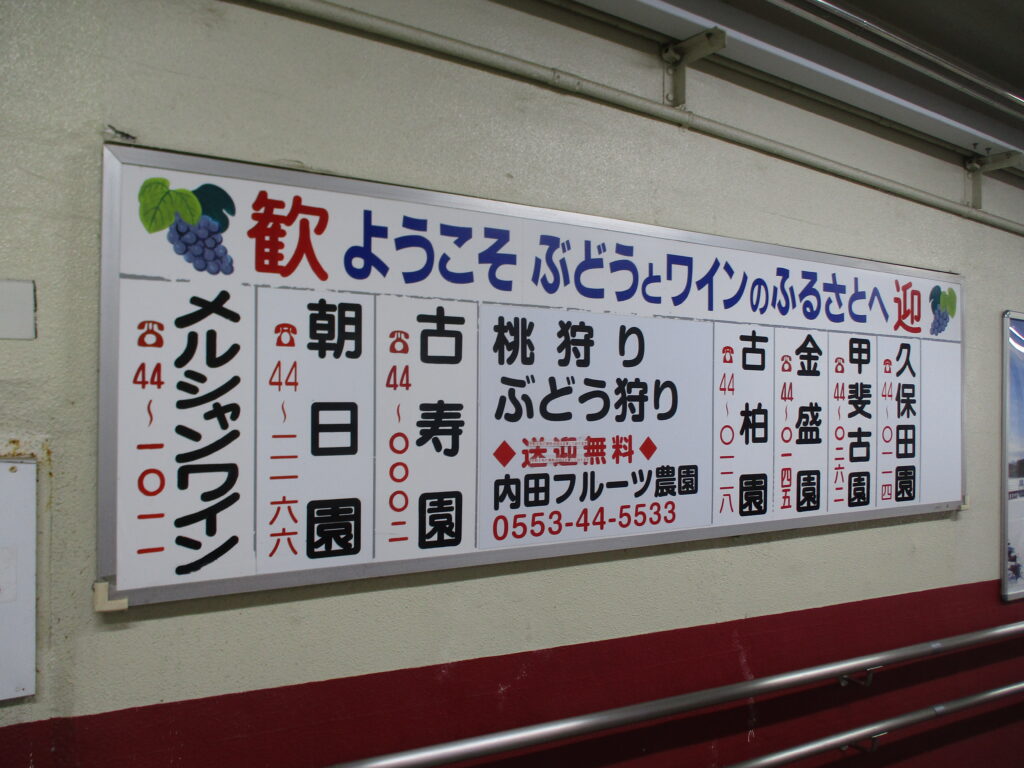 歓 ようこそ ぶどうとワインのふるさとへ 迎
久保田園
☎44〜〇一一四
甲斐古園
☎44〜〇二六二
金盛園
☎44〜〇一四五
古柏園
☎44〜〇一二八
桃狩り
ぶどう狩り
◆送迎無料◆
内田フルーツ農園
0553-44-5533
古寿園
☎44〜〇〇〇二
朝日園
☎44〜二一六六
メルシャンワイン
☎44〜一〇一一